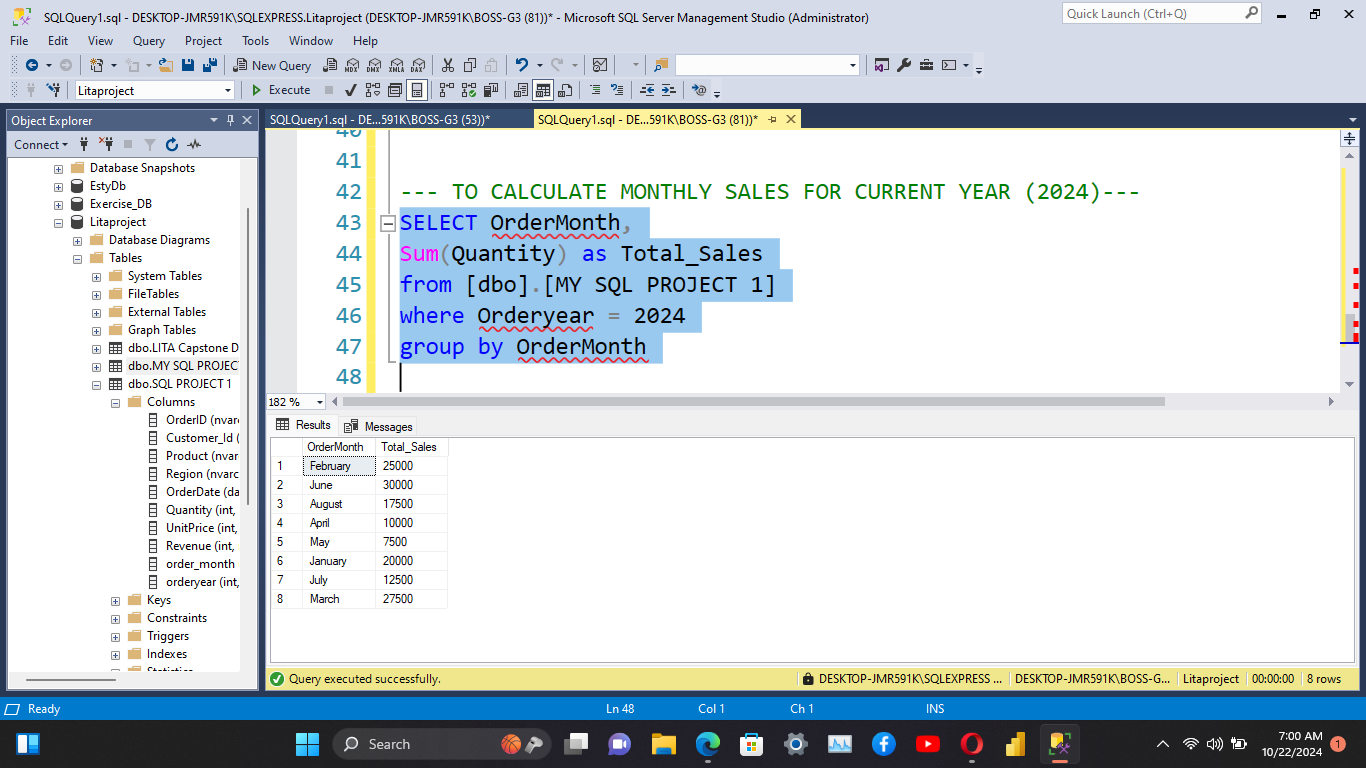 SQLQuery1.sql - DESKTOP-JMR591K\SQLEXPRESS.Litaproject (DESKTOP-JMR591K\BOSS-G3 (81))* - Microsoft SQL Server Management Studio (Administrator)
Quick Launch (Ctrl+Q)
File Edit View Query Project Tools Window Help
New Query MDX DMX XMLA DAX
Litaproject Execute
Object Explorer
SQLQuery1.sql - DE...591K\BOSS-G3 (53))*
SQLQuery1.sql - DE...591K\BOSS-G3 (81))*
Connect
Database Snapshots
EstyDb
Exercise_DB
Litaproject
Database Diagrams
Tables
System Tables
FileTables
External Tables
Graph Tables
dbo.LITA Capstone D
dbo.MY SQL PROJEC
dbo.SQL PROJECT 1
Columns
OrderID (nvar
Customer_Id (
Product (nvar
Region (nvarc
OrderDate (da
Quantity (int,
UnitPrice (int,
Revenue (int,
order_month
orderyear (int,
Keys
Constraints
Triggers
Indexes
Statistics
40
41
42 --- TO CALCULATE MONTHLY SALES FOR CURRENT YEAR (2024)---
43 SELECT OrderMonth,
44 Sum(Quantity) as Total_Sales
45 from [dbo].[MY SQL PROJECT 1]
46 where Orderyear = 2024
47 group by OrderMonth
48
182 %
Results Messages
OrderMonth Total_Sales
1 February 25000
2 June 30000
3 August 17500
4 April 10000
5 May 7500
6 January 20000
7 July 12500
8 March 27500
Query executed successfully. DESKTOP-JMR591K\SQLEXPRESS ... DESKTOP-JMR591K\BOSS-G... Litaproject 00:00:00 8 rows
Ready Ln 48 Col 1 Ch 1 INS
Search
7:00 AM
10/22/2024
1